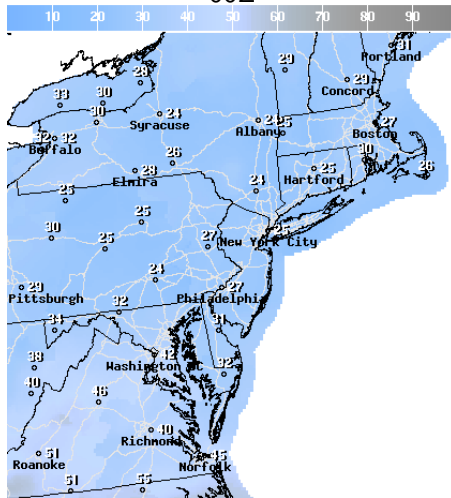 10 20 30 40 50 60 70 80 90
31
Portland
29
29
Concord
33
30
30
24
Syracuse
24
Albany
25
27
Boston
32
32
Buffalo
30
26
28
Elmira
25
Hartford
26
24
25
25
30
25
27
25
New York City
24
29
Pittsburgh
27
Philadelphia
32
34
31
38
42
Washington DC
32
40
46
40
Richmond
51
Roanoke
45
Norfolk
51
55